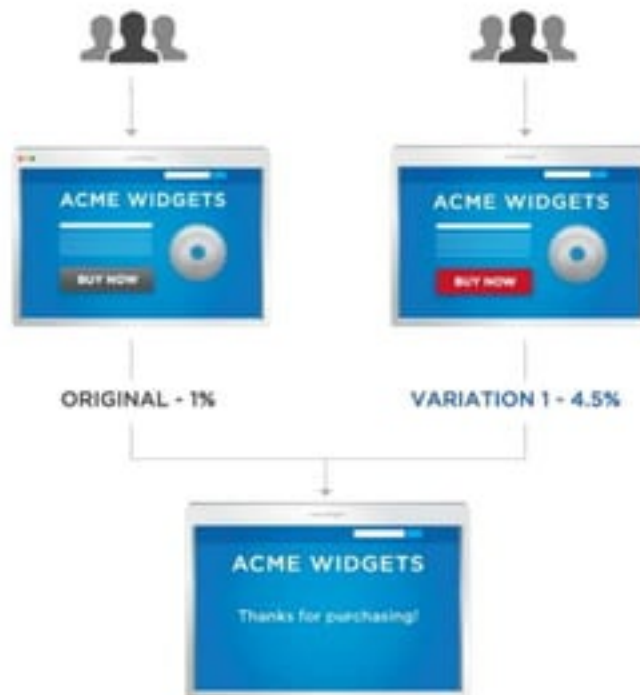 ACME WIDGETS
BUY NOW
ACME WIDGETS
BUY NOW
ORIGINAL - 1%
VARIATION 1 - 4.5%
ACME WIDGETS
Thanks for purchasing!